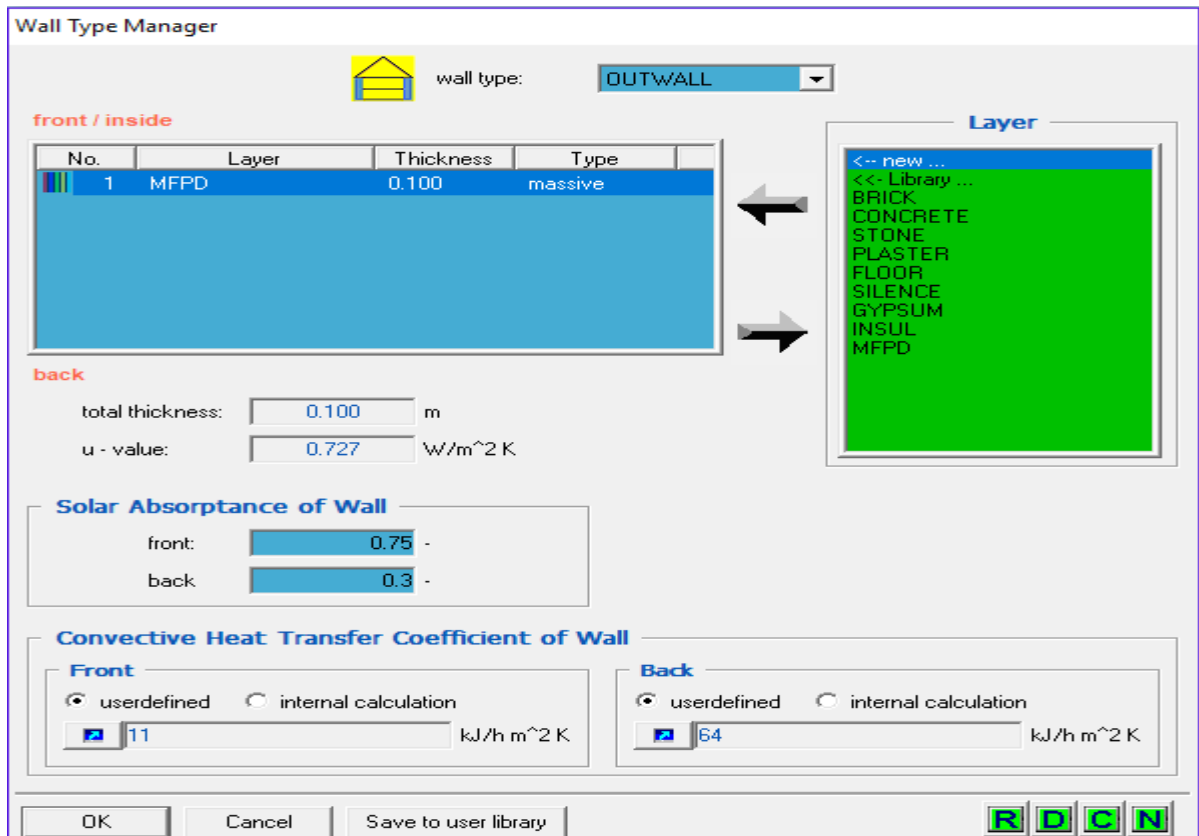 Wall Type Manager
wall type: OUTWALL
front / inside
No. Layer Thickness Type
1 MFPD 0.100 massive
back
total thickness: 0.100 m
u - value: 0.727 W/m^2 K
Layer
<-- new ...
<<- Library ...
BRICK
CONCRETE
STONE
PLASTER
FLOOR
SILENCE
GYPSUM
INSUL
MFPD
Solar Absorptance of Wall
front: 0.75 -
back 0.3 -
Convective Heat Transfer Coefficient of Wall
Front
userdefined internal calculation
11 kJ/h m^2 K
Back
userdefined internal calculation
64 kJ/h m^2 K
OK Cancel Save to user library R D C N